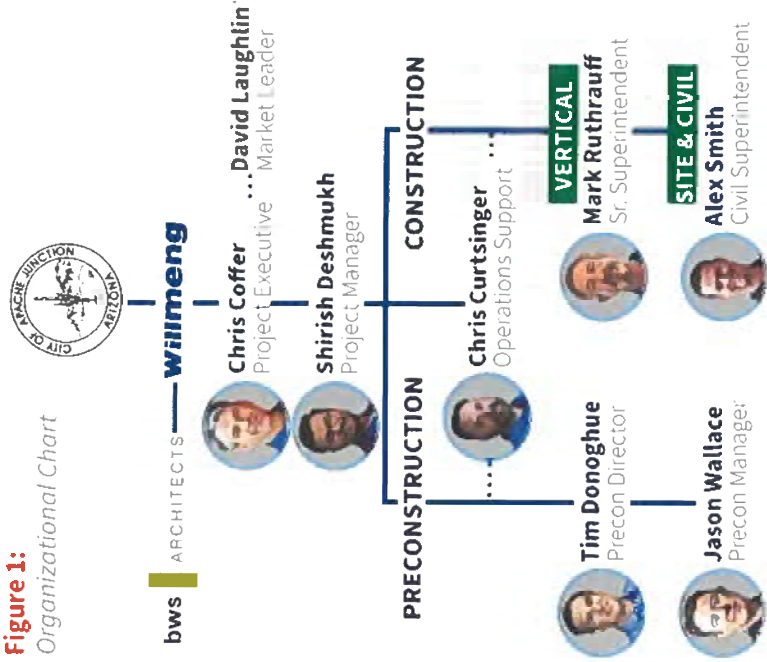 Figure 1:
Organizational Chart
CITY OF APACHE JUNCTION
ARIZONA
bws ARCHITECTS
Willmeng
Chris Coffer
Project Executive
David Laughlin
Market Leader
Shirish Deshmukh
Project Manager
PRECONSTRUCTION
CONSTRUCTION
Chris Curtsinger
Operations Support
Tim Donoghue
Precon Director
Jason Wallace
Precon Manager
VERTICAL
Mark Ruthrauff
Sr. Superintendent
SITE & CIVIL
Alex Smith
Civil Superintendent